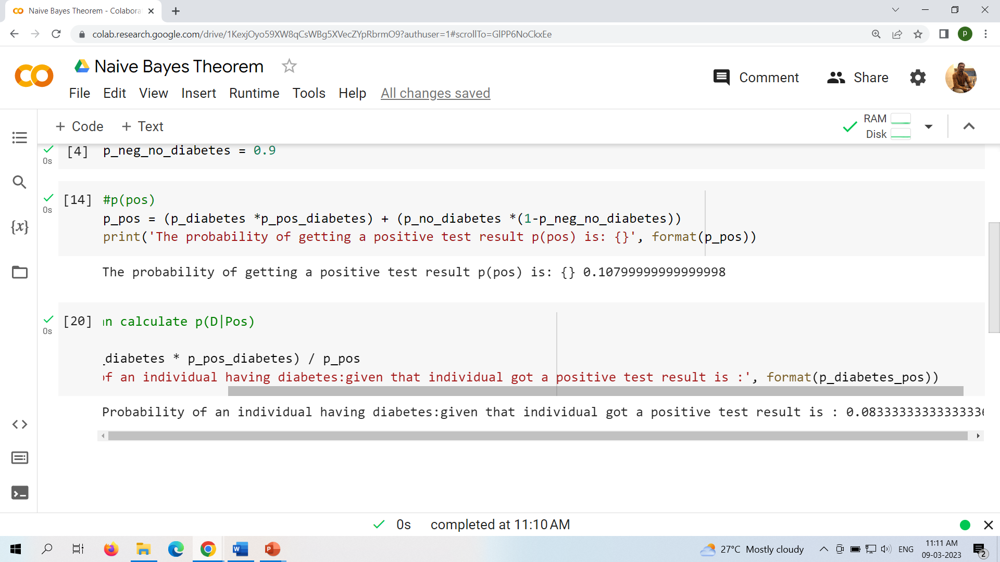 Naive Bayes Theorem - Colabora
colab.research.google.com/drive/1KexjOyo59XW8qCsWBg5XVecZYpRbrmO9?authuser=1#scrollTo=GlPP6NoCkxEe
P
Naive Bayes Theorem
File Edit View Insert Runtime Tools Help All changes saved
Comment Share
+ Code + Text
RAM
Disk
[4] p_neg_no_diabetes = 0.9
0s
[14] #p(pos)
0s
p_pos = (p_diabetes *p_pos_diabetes) + (p_no_diabetes *(1-p_neg_no_diabetes))
print('The probability of getting a positive test result p(pos) is: {}', format(p_pos))
The probability of getting a positive test result p(pos) is: {} 0.10799999999999998
[20] an calculate p(D|Pos)
0s
_diabetes * p_pos_diabetes) / p_pos
of an individual having diabetes:given that individual got a positive test result is :', format(p_diabetes_pos))
Probability of an individual having diabetes:given that individual got a positive test result is : 0.08333333333333336
{x}
0s completed at 11:10 AM
27°C Mostly cloudy
ENG
11:11 AM
09-03-2023
2